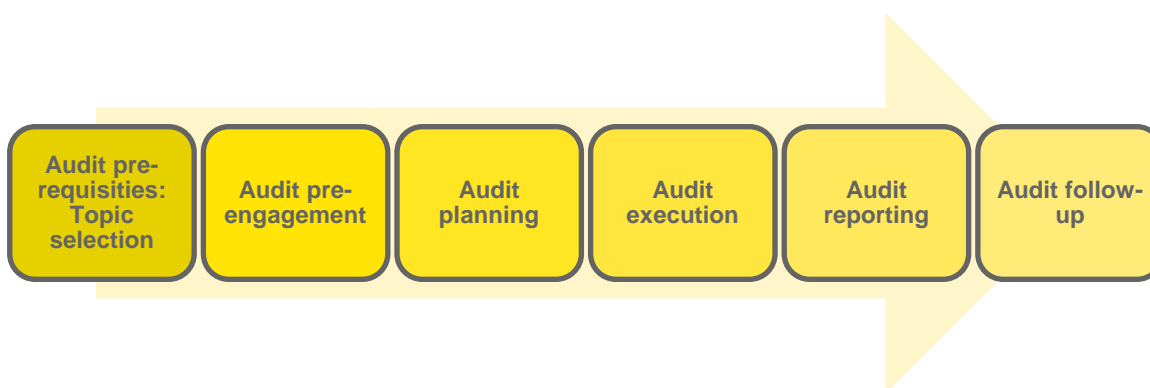 Audit pre-
requisities:
Topic
selection
Audit pre-
engagement
Audit
planning
Audit
execution
Audit
reporting
Audit follow-
up